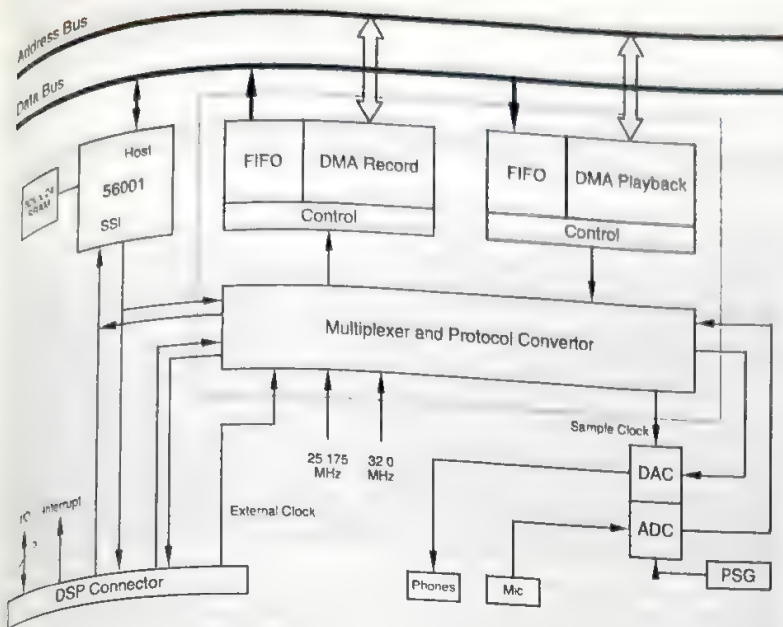 Address Bus
Data Bus
Host
56001
SSI
SRAM
FIFO
DMA Record
Control
FIFO
DMA Playback
Control
Multiplexer and Protocol Convertor
25 175
MHz
32 0
MHz
Sample Clock
External Clock
DAC
ADC
Interrupt
DSP Connector
Phones
Mic
PSG